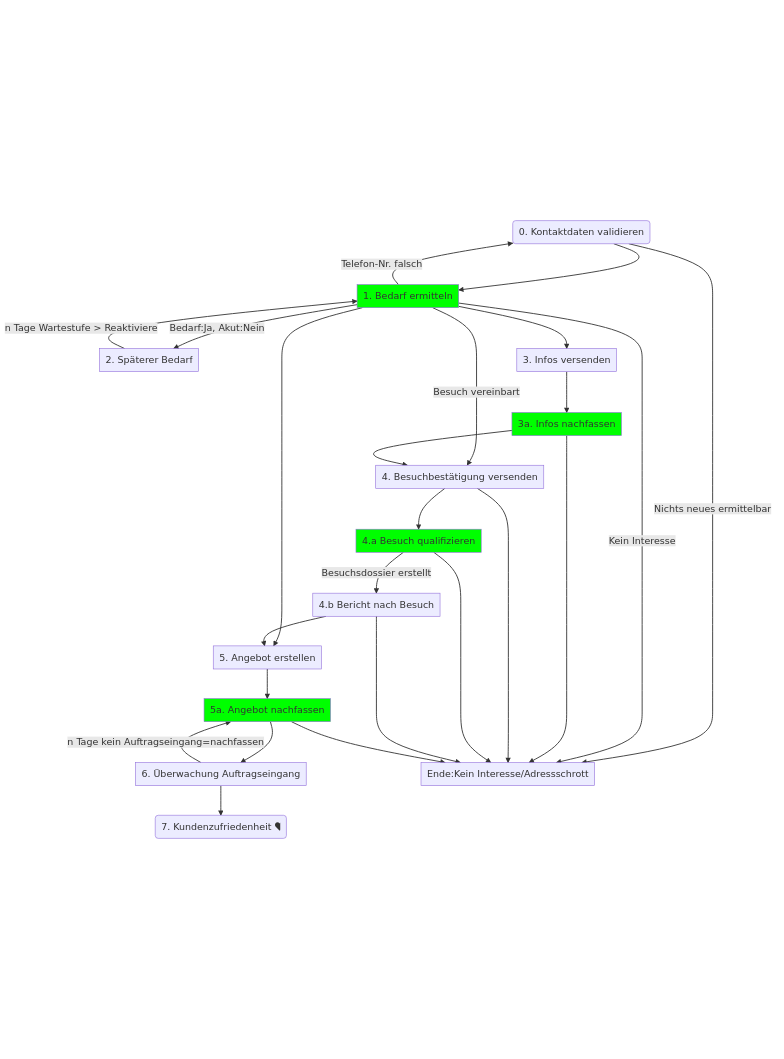 0. Kontaktdaten validieren
Telefon-Nr. falsch
1. Bedarf ermitteln
n Tage Wartestufe > Reaktiviere
Bedarf:Ja, Akut:Nein
2. Späterer Bedarf
3. Infos versenden
Besuch vereinbart
3a. Infos nachfassen
4. Besuchbestätigung versenden
Nichts neues ermittelbar
4.a Besuch qualifizieren
Kein Interesse
Besuchsdossier erstellt
4.b Bericht nach Besuch
5. Angebot erstellen
5a. Angebot nachfassen
n Tage kein Auftragseingang=nachfassen
6. Überwachung Auftragseingang
Ende:Kein Interesse/Adressschrott
7. Kundenzufriedenheit